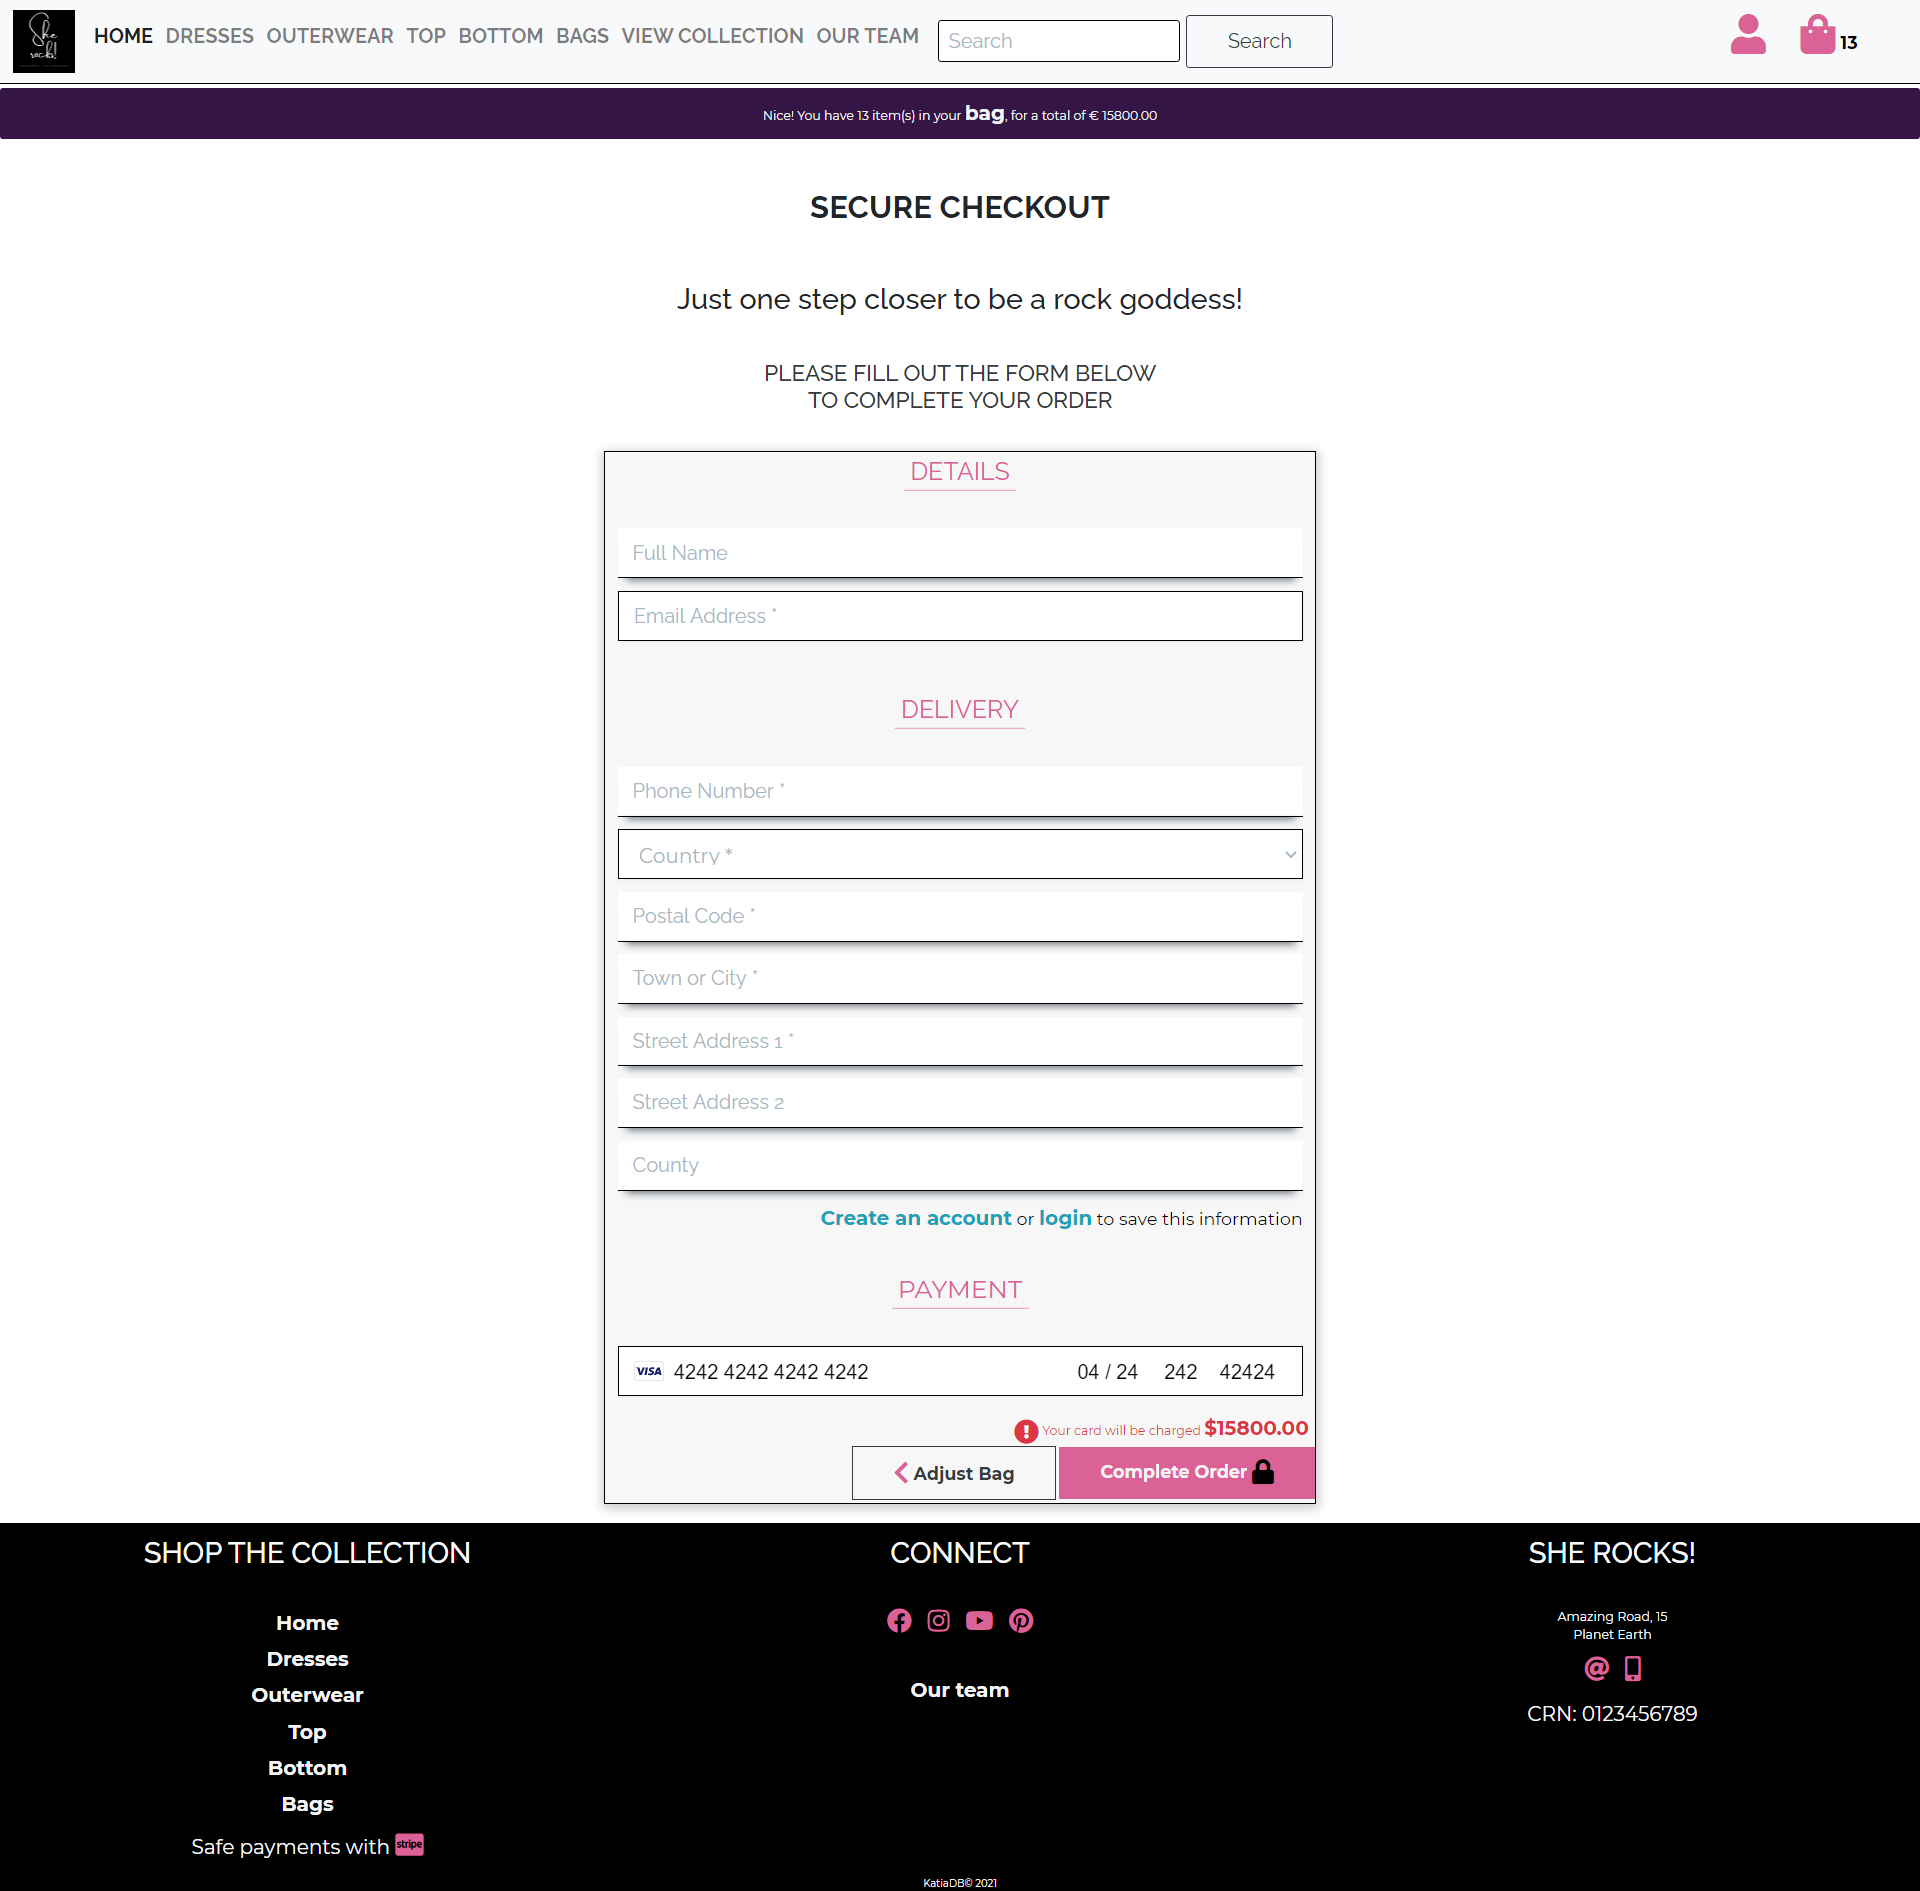 She
rocks!
HOME DRESSES OUTERWEAR TOP BOTTOM BAGS VIEW COLLECTION OUR TEAM Search Search 13
Nice! You have 13 item(s) in your bag, for a total of € 15800.00
SECURE CHECKOUT
Just one step closer to be a rock goddess!
PLEASE FILL OUT THE FORM BELOW
TO COMPLETE YOUR ORDER
DETAILS
Full Name
Email Address *
DELIVERY
Phone Number *
Country *
Postal Code *
Town or City *
Street Address 1 *
Street Address 2
County
Create an account or login to save this information
PAYMENT
VISA 4242 4242 4242 4242 04 / 24 242 42424
Your card will be charged $15800.00
Adjust Bag Complete Order
SHOP THE COLLECTION
Home
Dresses
Outerwear
Top
Bottom
Bags
Safe payments with stripe
CONNECT
Our team
SHE ROCKS!
Amazing Road, 15
Planet Earth
CRN: 0123456789
KatiaDB© 2021